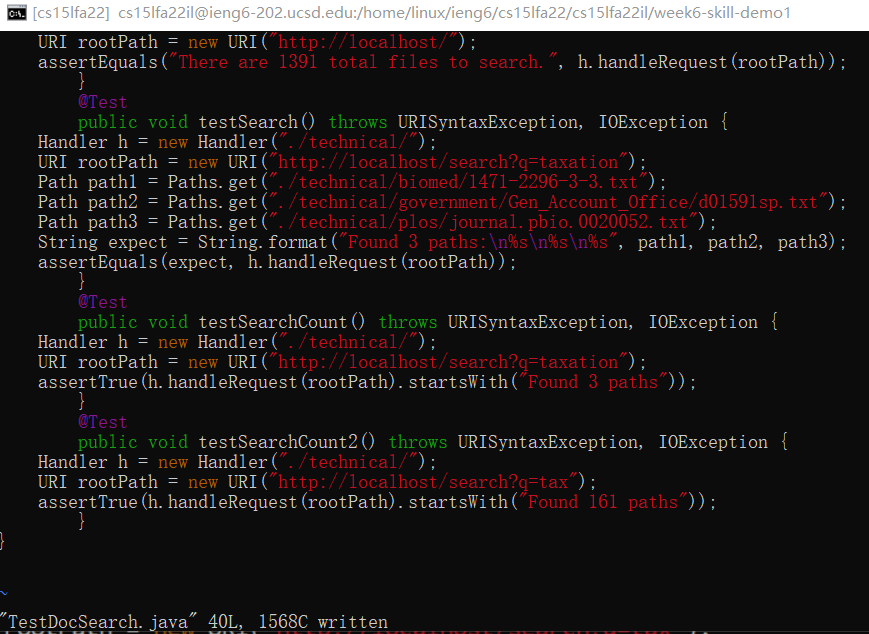 [cs15lfa22] cs15lfa22il@ieng6-202.ucsd.edu:/home/linux/ieng6/cs15lfa22/cs15lfa22il/week6-skill-demo1
URI rootPath = new URI("http://localhost/");
assertEquals("There are 1391 total files to search.", h.handleRequest(rootPath));
}
@Test
public void testSearch() throws URISyntaxException, IOException {
Handler h = new Handler("./technical/");
URI rootPath = new URI("http://localhost/search?q=taxation");
Path path1 = Paths.get("./technical/biomed/1471-2296-3-3.txt");
Path path2 = Paths.get("./technical/government/Gen_Account_Office/d01591sp.txt");
Path path3 = Paths.get("./technical/plos/journal.pbio.0020052.txt");
String expect = String.format("Found 3 paths:\n%s\n%s\n%s", path1, path2, path3);
assertEquals(expect, h.handleRequest(rootPath));
}
@Test
public void testSearchCount() throws URISyntaxException, IOException {
Handler h = new Handler("./technical/");
URI rootPath = new URI("http://localhost/search?q=taxation");
assertTrue(h.handleRequest(rootPath).startsWith("Found 3 paths"));
}
@Test
public void testSearchCount2() throws URISyntaxException, IOException {
Handler h = new Handler("./technical/");
URI rootPath = new URI("http://localhost/search?q=tax");
assertTrue(h.handleRequest(rootPath).startsWith("Found 161 paths"));
}
}
~
"TestDocSearch.java" 40L, 1568C written